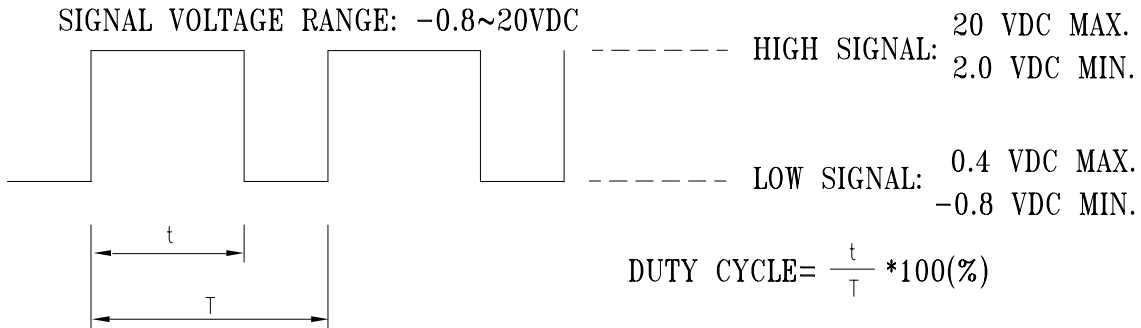 SIGNAL VOLTAGE RANGE: -0.8~20VDC
HIGH SIGNAL: 20 VDC MAX.
2.0 VDC MIN.
LOW SIGNAL: 0.4 VDC MAX.
-0.8 VDC MIN.
t
T
DUTY CYCLE= t/T *100(%)